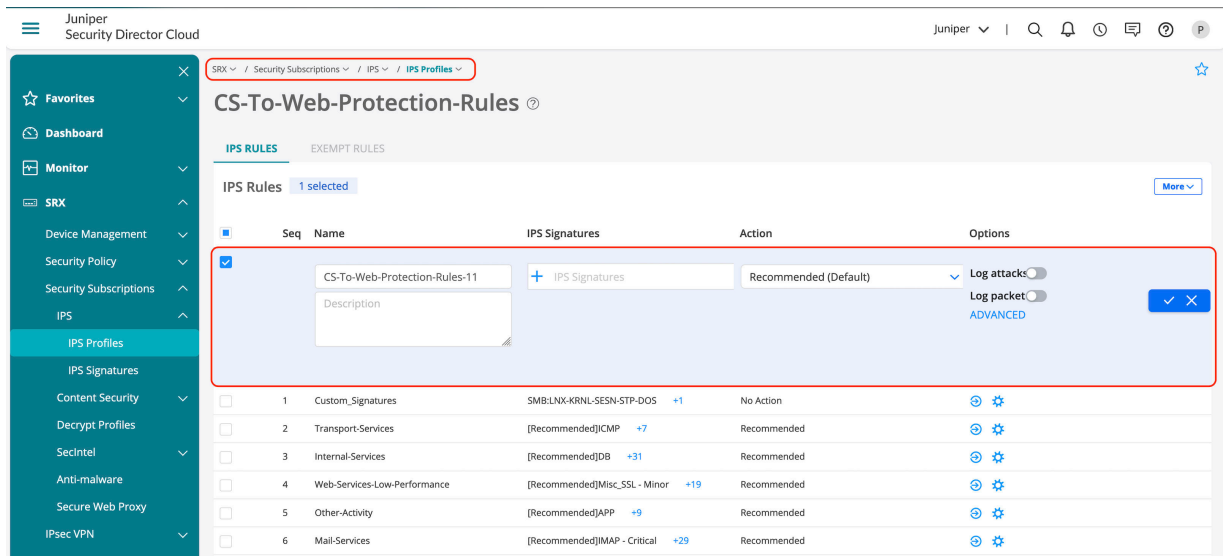 Juniper
Security Director Cloud
Juniper
P
Favorites
Dashboard
Monitor
SRX
Device Management
Security Policy
Security Subscriptions
IPS
IPS Profiles
IPS Signatures
Content Security
Decrypt Profiles
SecIntel
Anti-malware
Secure Web Proxy
IPsec VPN
SRX / Security Subscriptions / IPS / IPS Profiles
CS-To-Web-Protection-Rules ?
IPS RULES EXEMPT RULES
IPS Rules 1 selected More
Seq Name IPS Signatures Action Options
CS-To-Web-Protection-Rules-11 + IPS Signatures Recommended (Default) Log attacks
Description Log packet
ADVANCED
1 Custom_Signatures SMB:LNX-KRNL-SESN-STP-DOS +1 No Action
2 Transport-Services [Recommended]ICMP +7 Recommended
3 Internal-Services [Recommended]DB +31 Recommended
4 Web-Services-Low-Performance [Recommended]Misc_SSL - Minor +19 Recommended
5 Other-Activity [Recommended]APP +9 Recommended
6 Mail-Services [Recommended]IMAP - Critical +29 Recommended